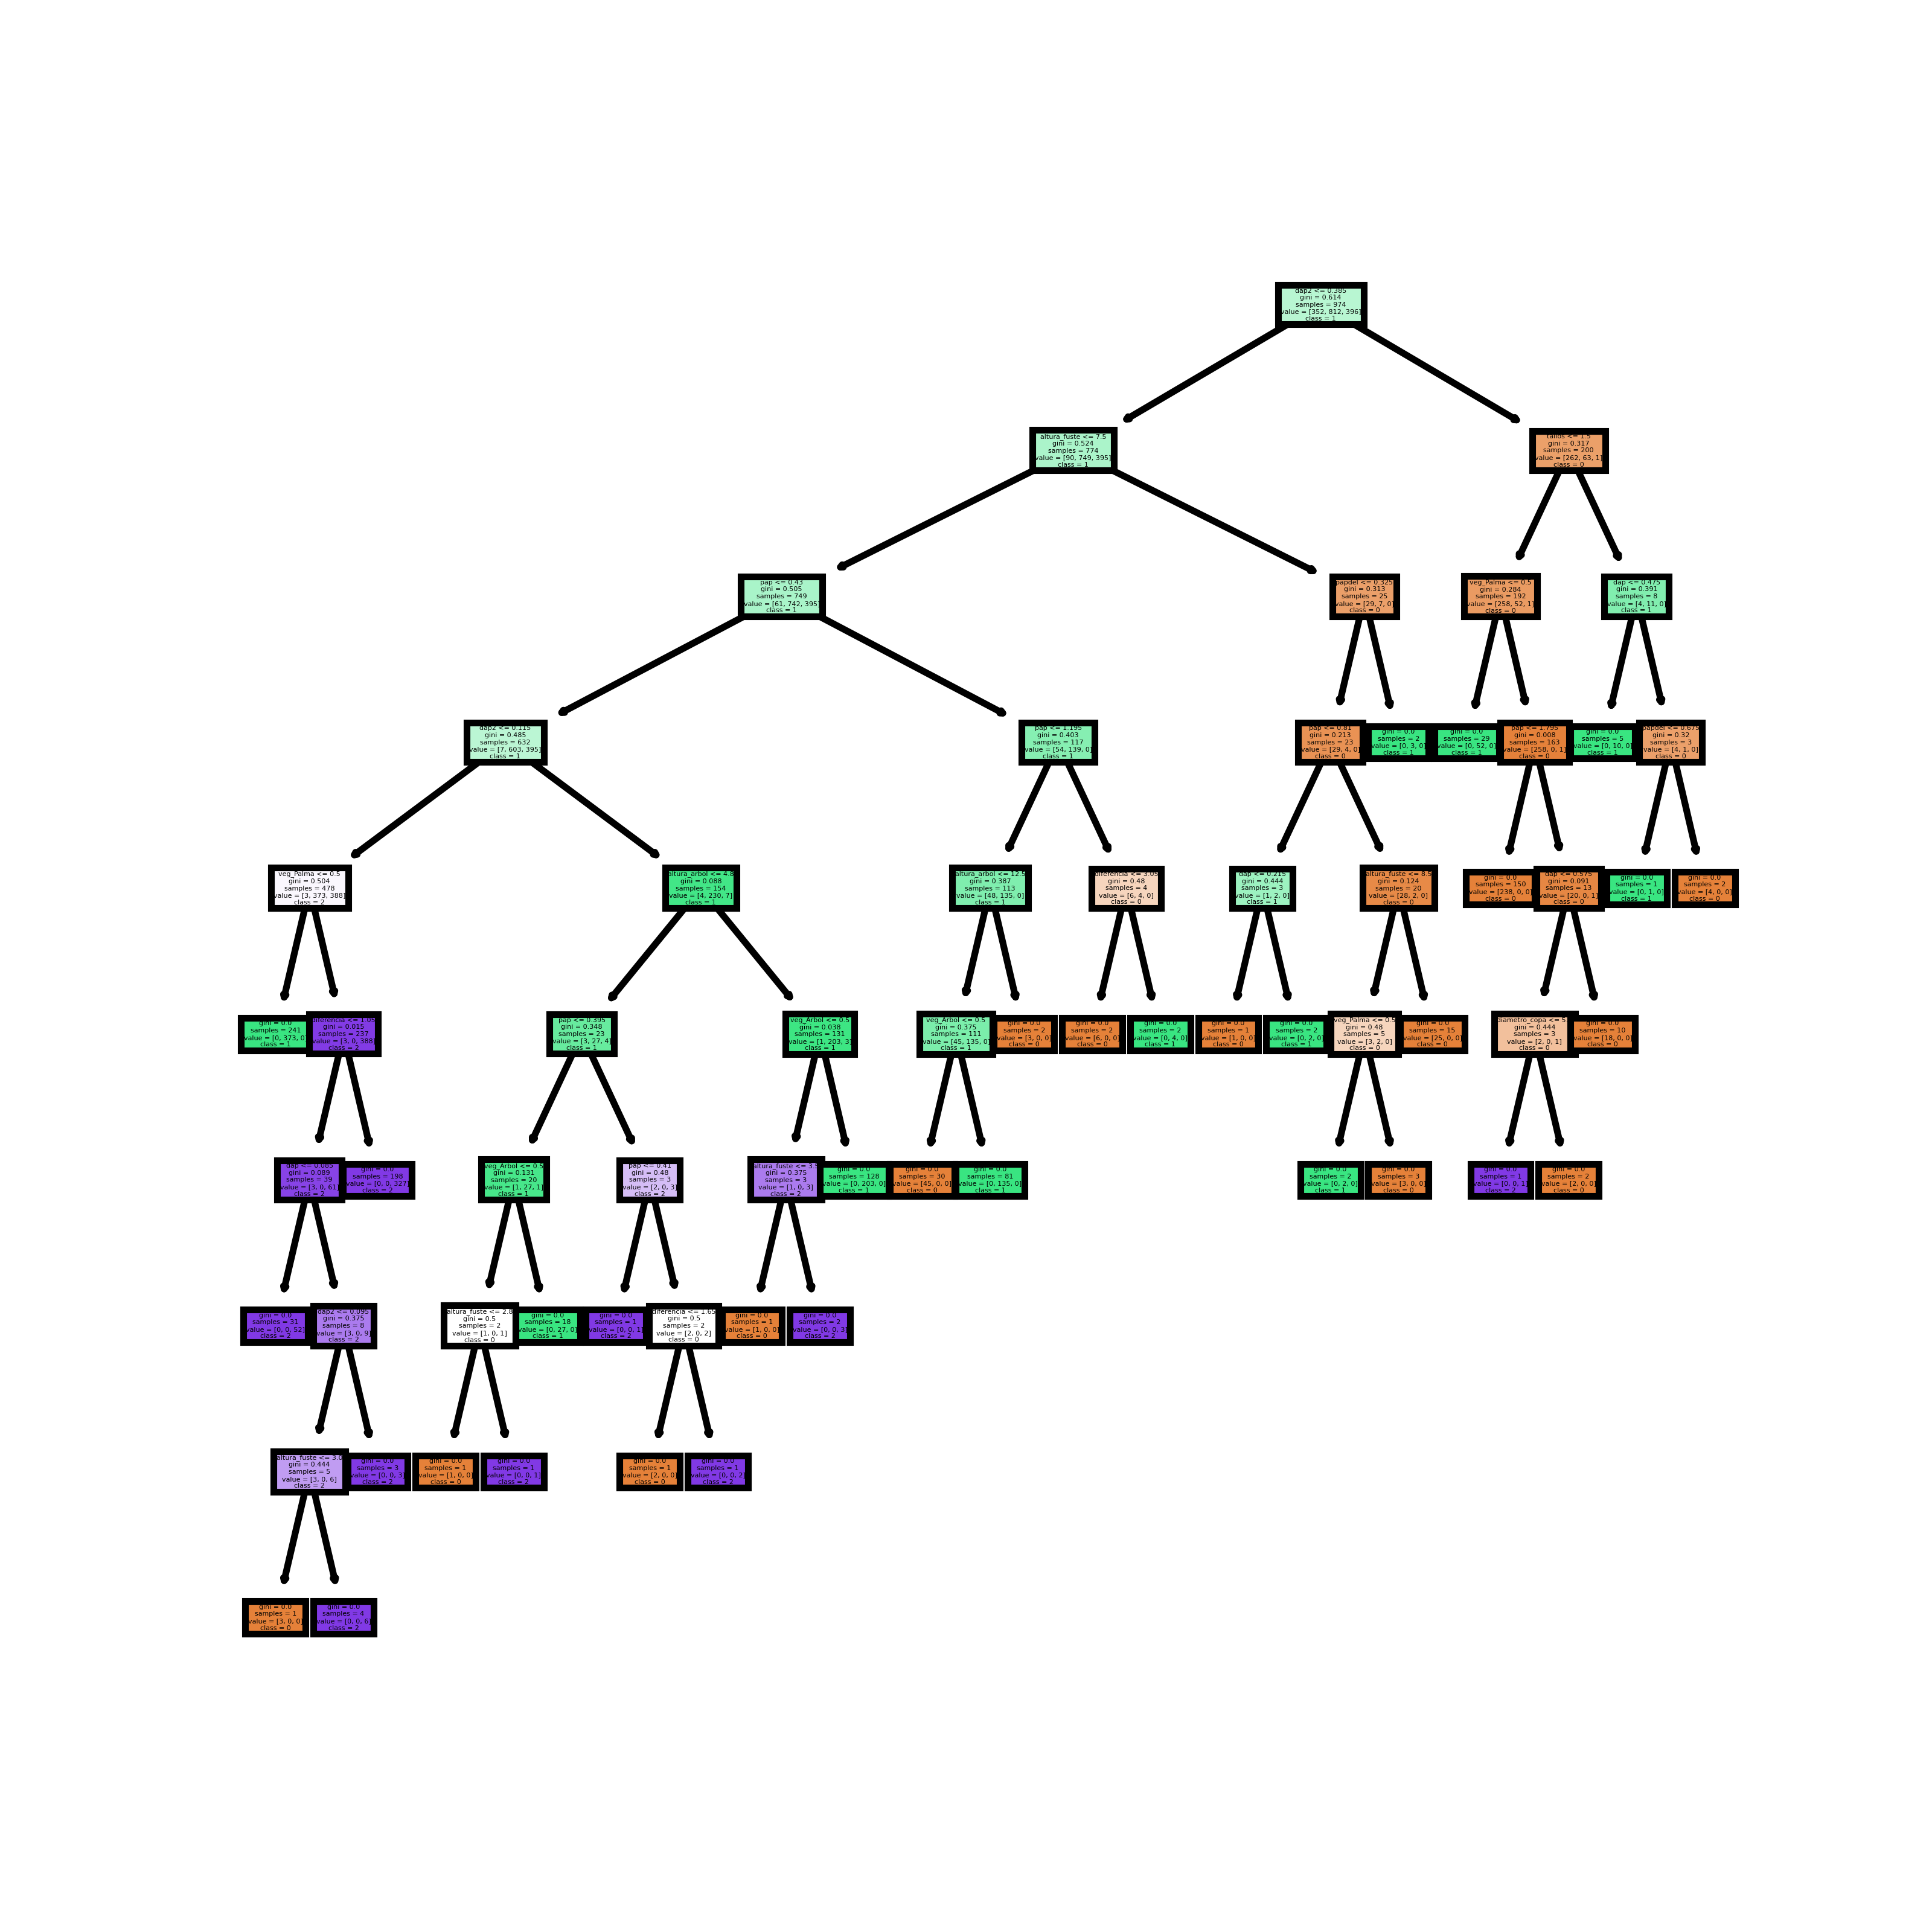 dap2 <= 0.385
gini = 0.614
samples = 974
value = [352, 812, 396]
class = 1
altura_fuste <= 7.5
gini = 0.524
samples = 774
value = [90, 749, 395]
class = 1
tallos <= 1.5
gini = 0.317
samples = 200
value = [262, 63, 1]
class = 0
pap <= 0.43
gini = 0.505
samples = 749
value = [61, 742, 395]
class = 1
gini = 0.313
samples = 25
value = [29, 7, 0]
class = 0
veg_Palma <= 0.5
gini = 0.284
samples = 192
value = [258, 52, 1]
class = 0
dap <= 0.475
gini = 0.391
samples = 8
value = [4, 11, 0]
class = 1
dap2 <= 0.115
gini = 0.485
samples = 632
value = [7, 603, 395]
class = 1
pap <= 1.195
gini = 0.403
samples = 117
value = [54, 139, 0]
class = 1
pap <= 0.81
gini = 0.213
samples = 23
value = [29, 4, 0]
class = 0
gini = 0.0
samples = 2
value = [0, 3, 0]
class = 1
gini = 0.0
samples = 29
value = [0, 52, 0]
class = 1
pap <= 1.795
gini = 0.008
samples = 163
value = [258, 0, 1]
class = 0
gini = 0.0
samples = 5
value = [0, 10, 0]
class = 1
gini = 0.32
samples = 3
value = [4, 1, 0]
class = 0
veg_Palma <= 0.5
gini = 0.504
samples = 478
value = [3, 373, 388]
class = 2
altura_arbol <= 4.8
gini = 0.088
samples = 154
value = [4, 230, 7]
class = 1
altura_arbol <= 12.5
gini = 0.387
samples = 113
value = [48, 135, 0]
class = 1
diferencia <= 3.05
gini = 0.48
samples = 4
value = [6, 4, 0]
class = 0
dap <= 0.215
gini = 0.444
samples = 3
value = [1, 2, 0]
class = 1
altura_fuste <= 8.5
gini = 0.124
samples = 20
value = [28, 2, 0]
class = 0
gini = 0.0
samples = 150
value = [238, 0, 0]
class = 0
dap <= 0.575
gini = 0.091
samples = 13
value = [20, 0, 1]
class = 0
gini = 0.0
samples = 1
value = [0, 1, 0]
class = 1
gini = 0.0
samples = 2
value = [4, 0, 0]
class = 0
gini = 0.0
samples = 241
value = [0, 373, 0]
class = 1
diferencia <= 1.05
gini = 0.015
samples = 237
value = [3, 0, 388]
class = 2
pap <= 0.395
gini = 0.348
samples = 23
value = [3, 27, 4]
class = 1
veg_Arbol <= 0.5
gini = 0.038
samples = 131
value = [1, 203, 3]
class = 1
veg_Arbol <= 0.5
gini = 0.375
samples = 111
value = [45, 135, 0]
class = 1
gini = 0.0
samples = 2
value = [3, 0, 0]
class = 0
gini = 0.0
samples = 2
value = [6, 0, 0]
class = 0
gini = 0.0
samples = 2
value = [0, 4, 0]
class = 1
gini = 0.0
samples = 1
value = [1, 0, 0]
class = 0
gini = 0.0
samples = 2
value = [0, 2, 0]
class = 1
veg_Palma <= 0.5
gini = 0.48
samples = 5
value = [3, 2, 0]
class = 0
gini = 0.0
samples = 15
value = [25, 0, 0]
class = 0
gini = 0.444
samples = 3
value = [2, 0, 1]
class = 0
gini = 0.0
samples = 10
value = [18, 0, 0]
class = 0
dap <= 0.085
gini = 0.089
samples = 39
value = [3, 0, 61]
class = 2
gini = 0.0
samples = 198
value = [0, 0, 327]
class = 2
veg_Arbol <= 0.5
gini = 0.131
samples = 20
value = [1, 27, 1]
class = 1
pap <= 0.41
gini = 0.48
samples = 3
value = [2, 0, 3]
class = 2
altura_fuste <= 3.5
gini = 0.375
samples = 3
value = [1, 0, 3]
class = 2
gini = 0.0
samples = 128
value = [0, 203, 0]
class = 1
gini = 0.0
samples = 30
value = [45, 0, 0]
class = 0
gini = 0.0
samples = 81
value = [0, 135, 0]
class = 1
gini = 0.0
samples = 2
value = [0, 2, 0]
class = 1
gini = 0.0
samples = 3
value = [3, 0, 0]
class = 0
gini = 0.0
samples = 1
value = [0, 0, 1]
class = 2
gini = 0.0
samples = 2
value = [2, 0, 0]
class = 0
gini = 0.0
samples = 31
value = [0, 0, 52]
class = 2
dap2 <= 0.095
gini = 0.375
samples = 8
value = [3, 0, 9]
class = 2
altura_fuste <= 2.8
gini = 0.5
samples = 2
value = [1, 0, 1]
class = 0
gini = 0.0
samples = 18
value = [0, 27, 0]
class = 1
gini = 0.0
samples = 1
value = [0, 0, 1]
class = 2
diferencia <= 1.65
gini = 0.5
samples = 2
value = [2, 0, 2]
class = 0
gini = 0.0
samples = 1
value = [1, 0, 0]
class = 0
gini = 0.0
samples = 2
value = [0, 0, 3]
class = 2
altura_fuste <= 3.0
gini = 0.444
samples = 5
value = [3, 0, 6]
class = 2
gini = 0.0
samples = 3
value = [0, 0, 3]
class = 2
gini = 0.0
samples = 1
value = [1, 0, 0]
class = 0
gini = 0.0
samples = 1
value = [0, 0, 1]
class = 2
gini = 0.0
samples = 1
value = [2, 0, 0]
class = 0
gini = 0.0
samples = 1
value = [0, 0, 2]
class = 2
gini = 0.0
samples = 1
value = [3, 0, 0]
class = 0
gini = 0.0
samples = 4
value = [0, 0, 6]
class = 2